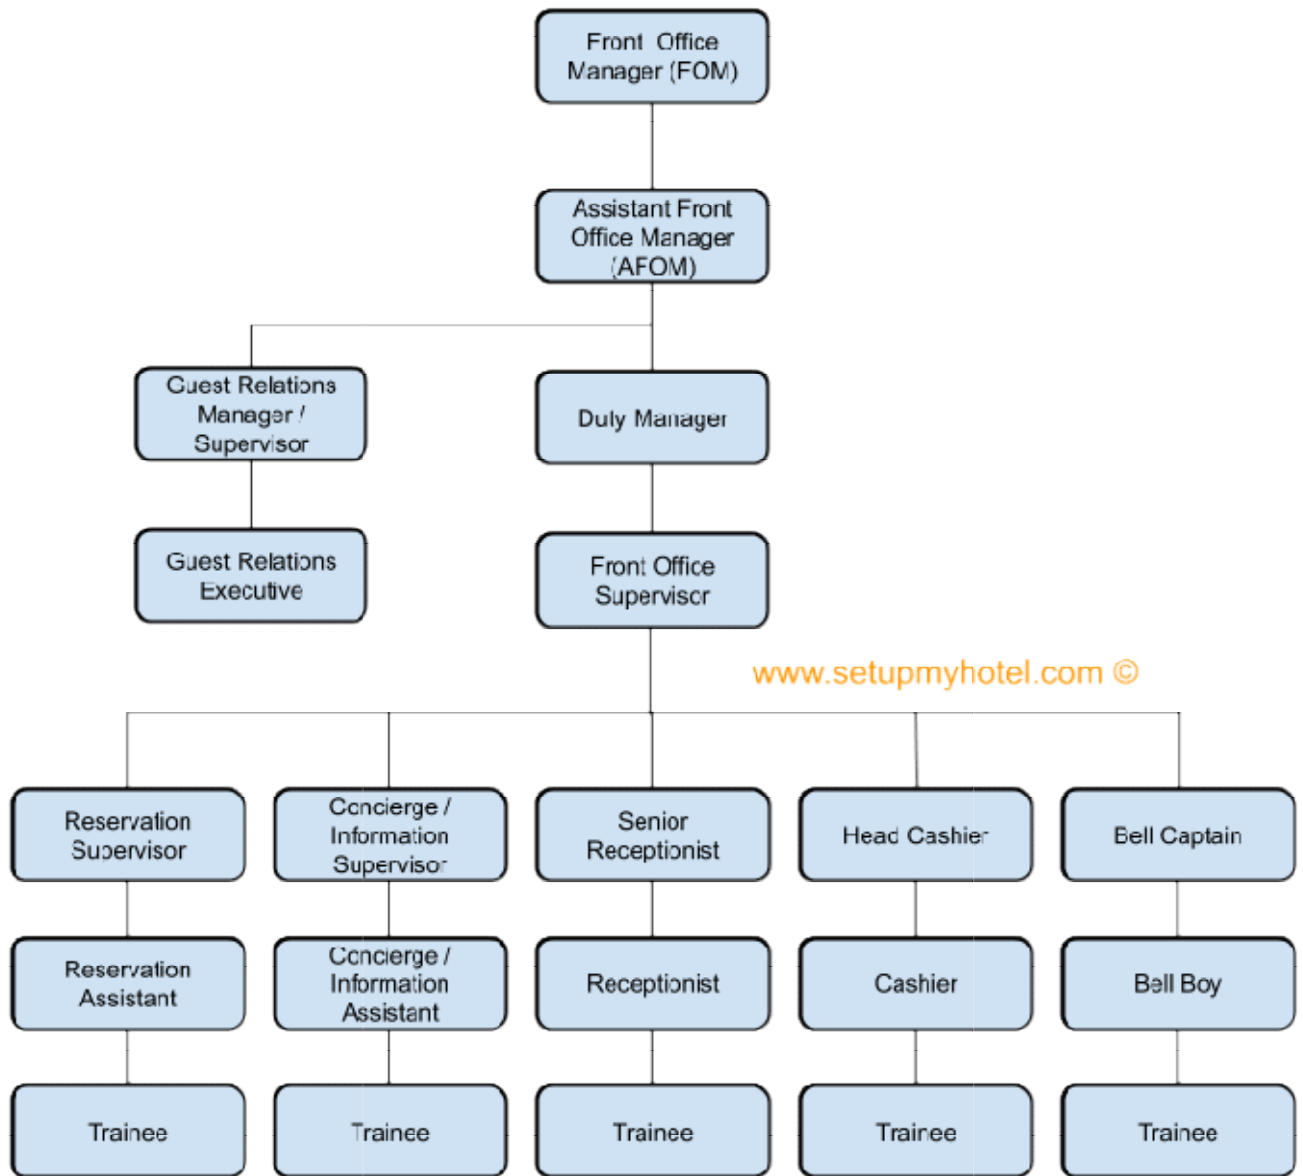 Front Office
Manager (FOM)
Assistant Front
Office Manager
(AFOM)
Guest Relations
Manager /
Supervisor
Duty Manager
Guest Relations
Executive
Front Office
Supervisor
www.setupmyhotel.com ©
Reservation
Supervisor
Concierge /
Information
Supervisor
Senior
Receptionist
Head Cashier
Bell Captain
Reservation
Assistant
Concierge /
Information
Assistant
Receptionist
Cashier
Bell Boy
Trainee
Trainee
Trainee
Trainee
Trainee